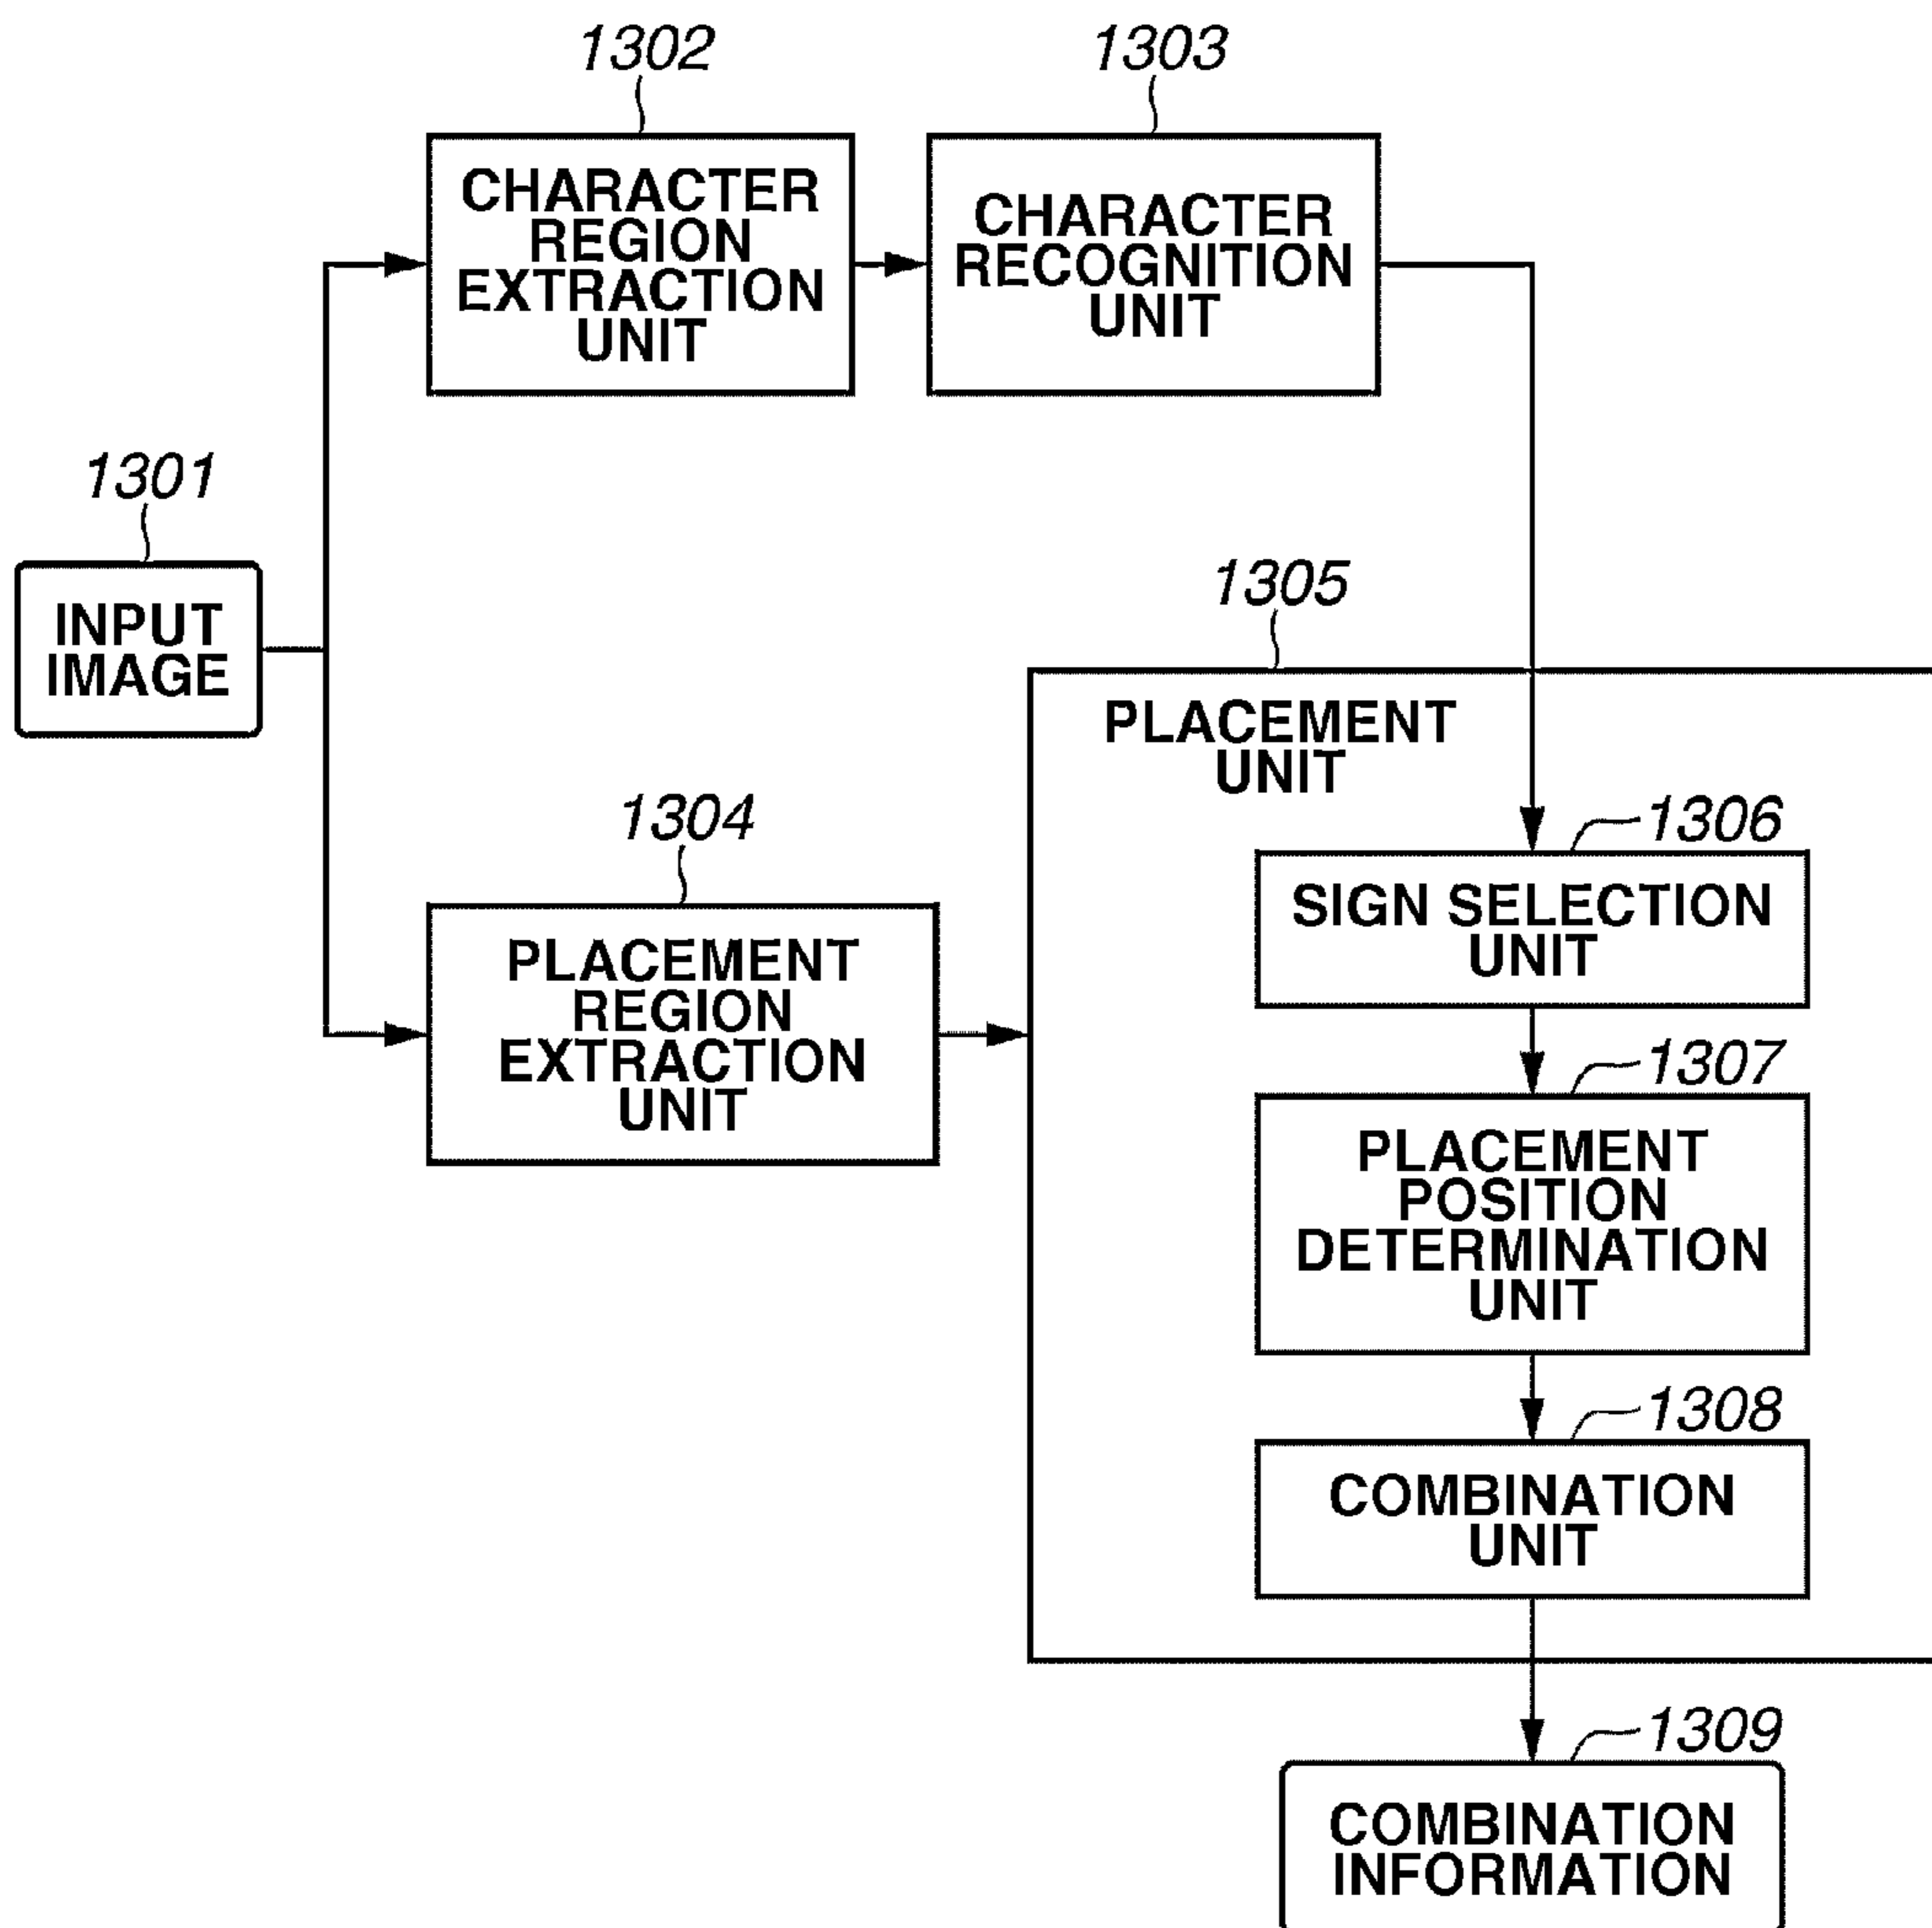 1302
CHARACTER
REGION
EXTRACTION
UNIT
1303
CHARACTER
RECOGNITION
UNIT
1301
INPUT
IMAGE
1304
PLACEMENT
REGION
EXTRACTION
UNIT
1305
PLACEMENT
UNIT
1306
SIGN SELECTION
UNIT
1307
PLACEMENT
POSITION
DETERMINATION
UNIT
1308
COMBINATION
UNIT
1309
COMBINATION
INFORMATION